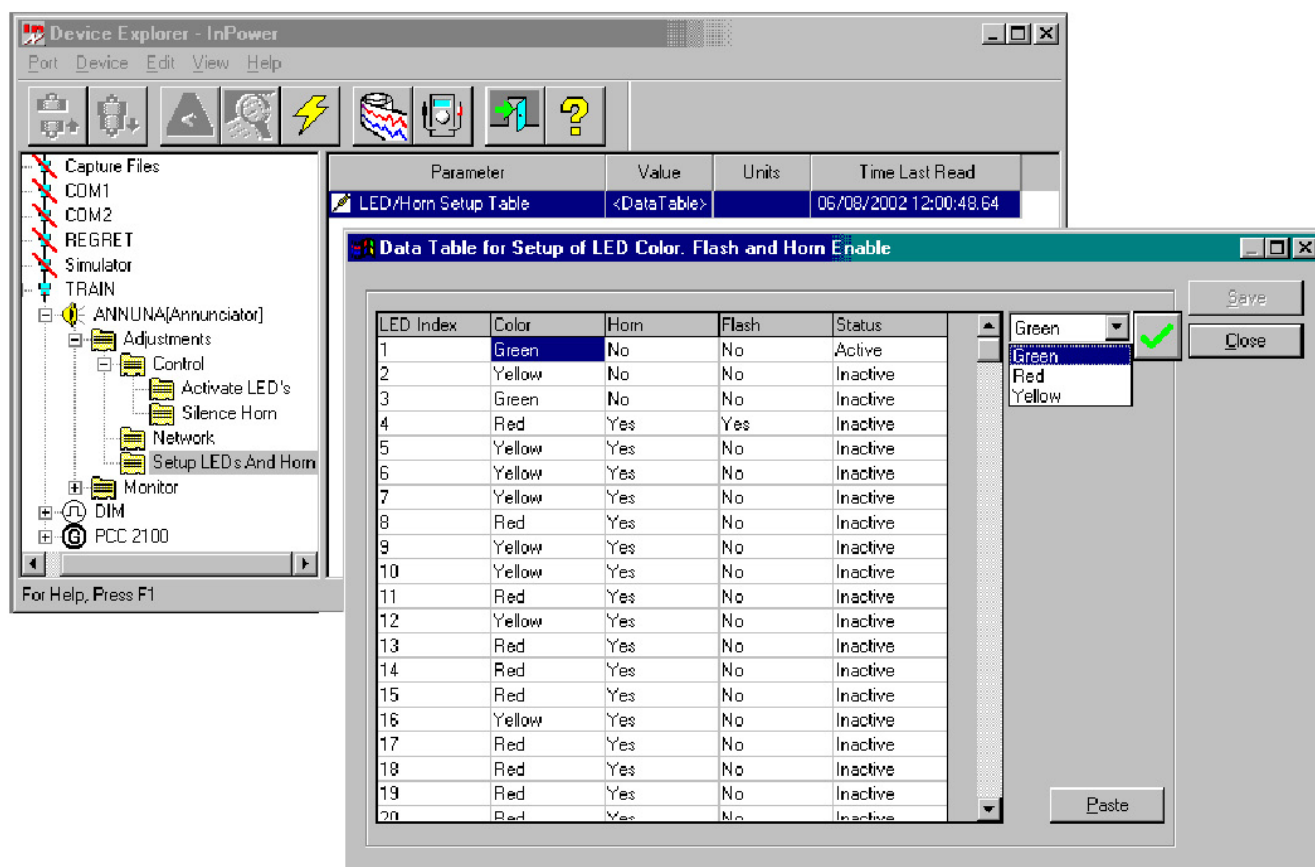 Device Explorer - InPower
Port Device Edit View Help
Capture Files
COM1
COM2
REGRET
Simulator
TRAIN
ANNUNA[Annunciator]
Adjustments
Control
Activate LED's
Silence Horn
Network
Setup LEDs And Horn
Monitor
DIM
PCC 2100
For Help, Press F1
Parameter Value Units Time Last Read
LED/Horn Setup Table <DataTable> 06/08/2002 12:00:48.64
Data Table for Setup of LED Color. Flash and Horn Enable
LED Index Color Horn Flash Status
1 Green No No Active
2 Yellow No No Inactive
3 Green No No Inactive
4 Red Yes Yes Inactive
5 Yellow Yes No Inactive
6 Yellow Yes No Inactive
7 Yellow Yes No Inactive
8 Red Yes No Inactive
9 Yellow Yes No Inactive
10 Yellow Yes No Inactive
11 Red Yes No Inactive
12 Yellow Yes No Inactive
13 Red Yes No Inactive
14 Red Yes No Inactive
15 Red Yes No Inactive
16 Yellow Yes No Inactive
17 Red Yes No Inactive
18 Red Yes No Inactive
19 Red Yes No Inactive
20 Red Yes No Inactive
Green
Green
Red
Yellow
Save
Close
Paste